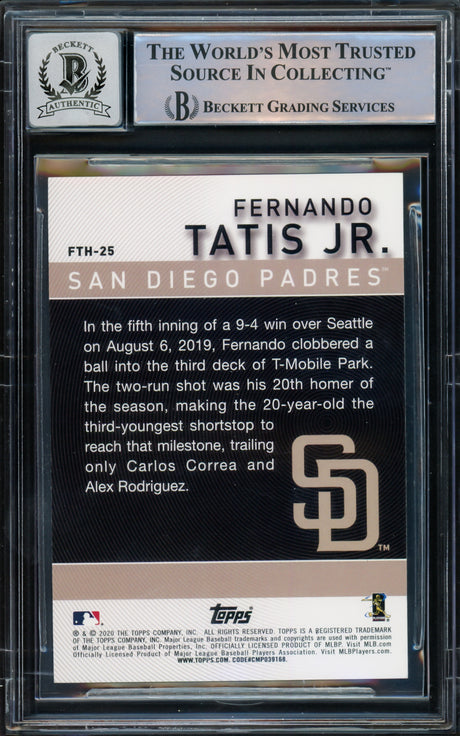 BECKETT
B
AUTHENTIC
THE WORLD'S MOST TRUSTED
SOURCE IN COLLECTING™
B BECKETT GRADING SERVICES
FERNANDO
FTH-25 TATIS JR.
SAN DIEGO PADRES™
In the fifth inning of a 9-4 win over Seattle
on August 6, 2019, Fernando clobbered a
ball into the third deck of T-Mobile Park.
The two-run shot was his 20th homer of
the season, making the 20-year-old the
third-youngest shortstop to
reach that milestone, trailing
only Carlos Correa and
Alex Rodriguez.
SD™
Topps
® & © 2020 THE TOPPS COMPANY, INC. ALL RIGHTS RESERVED. TOPPS IS A REGISTERED TRADEMARK
OF THE TOPPS COMPANY, INC. Major League Baseball trademarks and copyrights are used with permission
of Major League Baseball Properties, Inc. OFFICIALLY LICENSED PRODUCT OF MLBP. Visit MLB.com
Officially Licensed Product of Major League Baseball Players Association. Visit MLBPlayers.com.
WWW.TOPPS.COM. CODE#CMP039166.